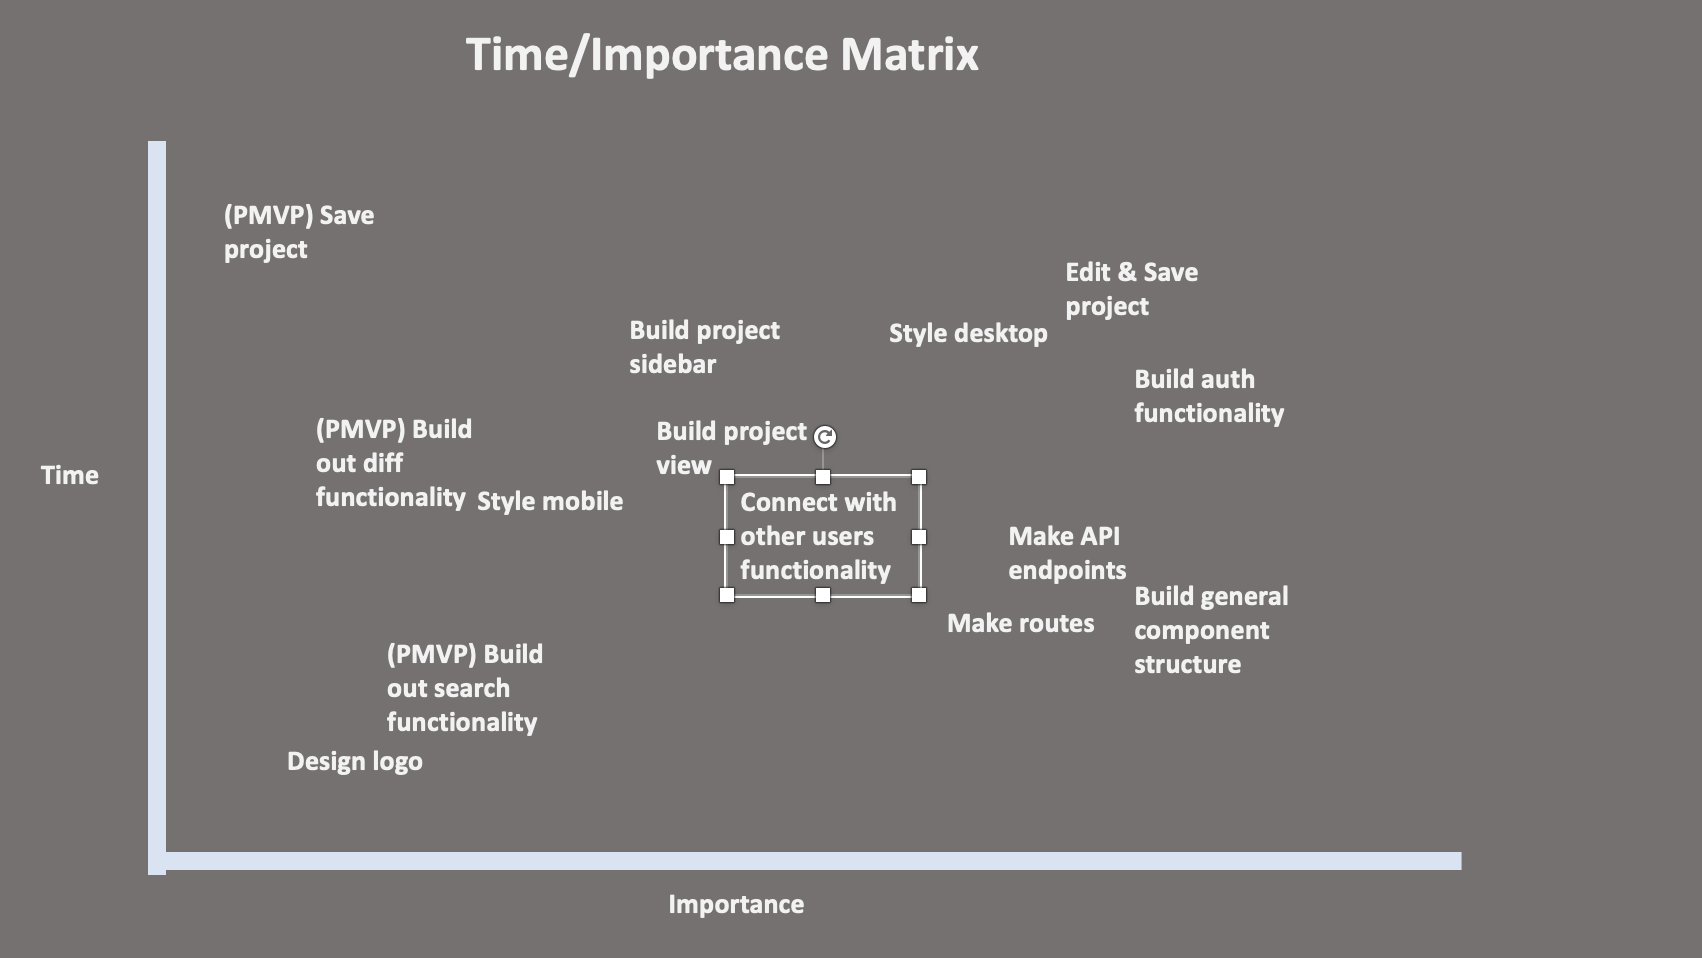 Time/Importance Matrix
(PMVP) Save
project
Edit & Save
project
Build project
sidebar
Style desktop
Build auth
functionality
(PMVP) Build
out diff
functionality
Build project
view
Time
Style mobile
Connect with
other users
functionality
Make API
endpoints
Build general
component
structure
Make routes
(PMVP) Build
out search
functionality
Design logo
Importance